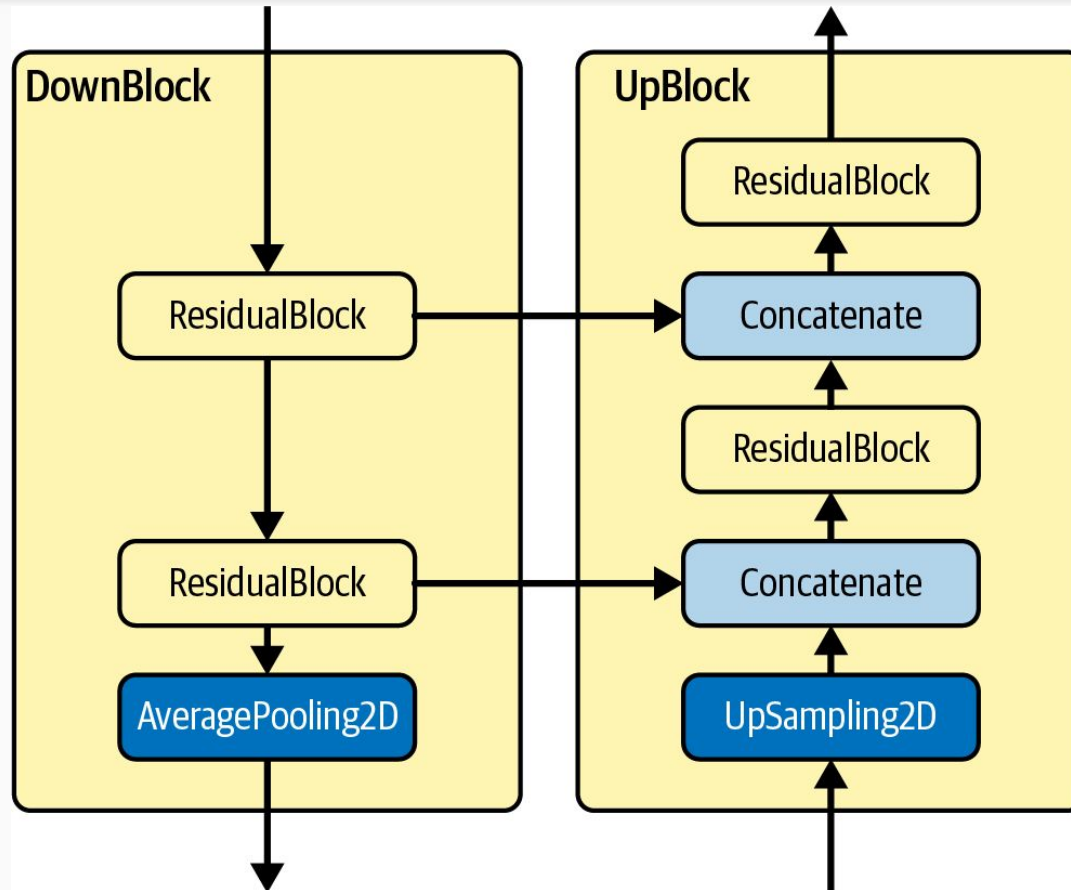 DownBlock
ResidualBlock
ResidualBlock
AveragePooling2D
UpBlock
ResidualBlock
Concatenate
ResidualBlock
Concatenate
UpSampling2D